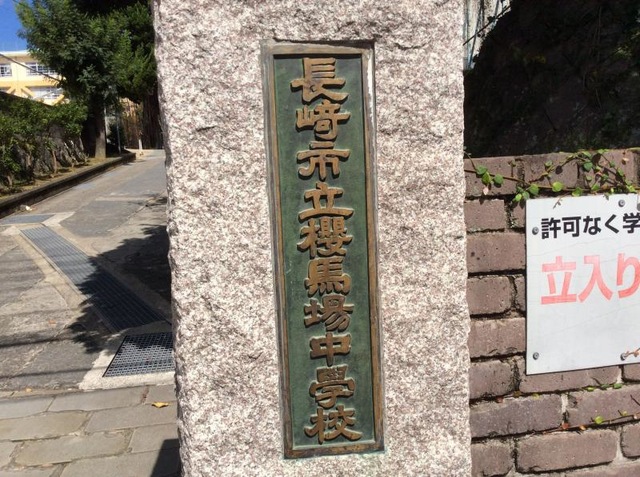 長崎市立櫻馬場中學校
許可なく学
立入り